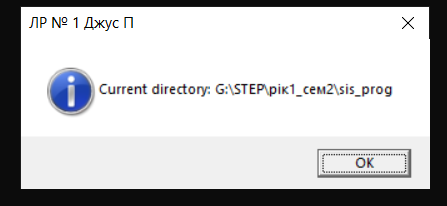 ЛР № 1 Джус П
Current directory: G:\STEP\рік1_сем2\sis_prog
OK